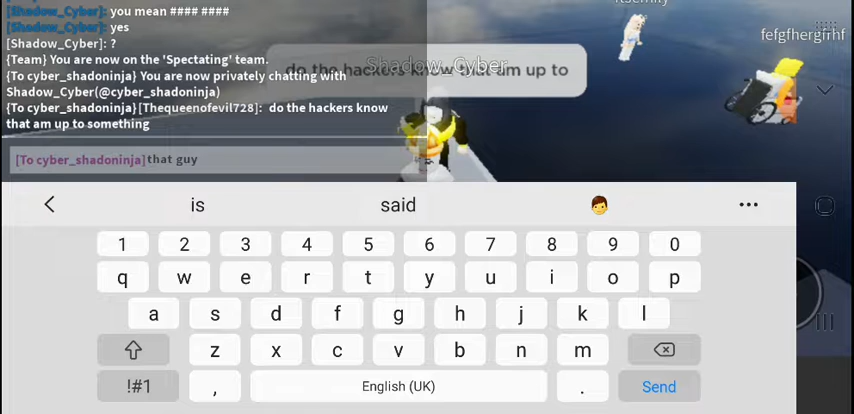 [Shadow_Cyber]: you mean #### ####
[Shadow_Cyber]: yes
[Shadow_Cyber]: ?
{Team} You are now on the 'Spectating' team.
{To cyber_shadoninja} You are now privately chatting with
Shadow_Cyber(@cyber_shadoninja)
{To cyber_shadoninja}[Thequeenofevil728]: do the hackers know
that am up to something
[To cyber_shadoninja]that guy
do the hackers know that am up to
Shadow_Cyber
fefgfhergirhf
is said
1 2 3 4 5 6 7 8 9 0
q w e r t y u i o p
a s d f g h j k l
z x c v b n m
!#1 , English (UK) . Send